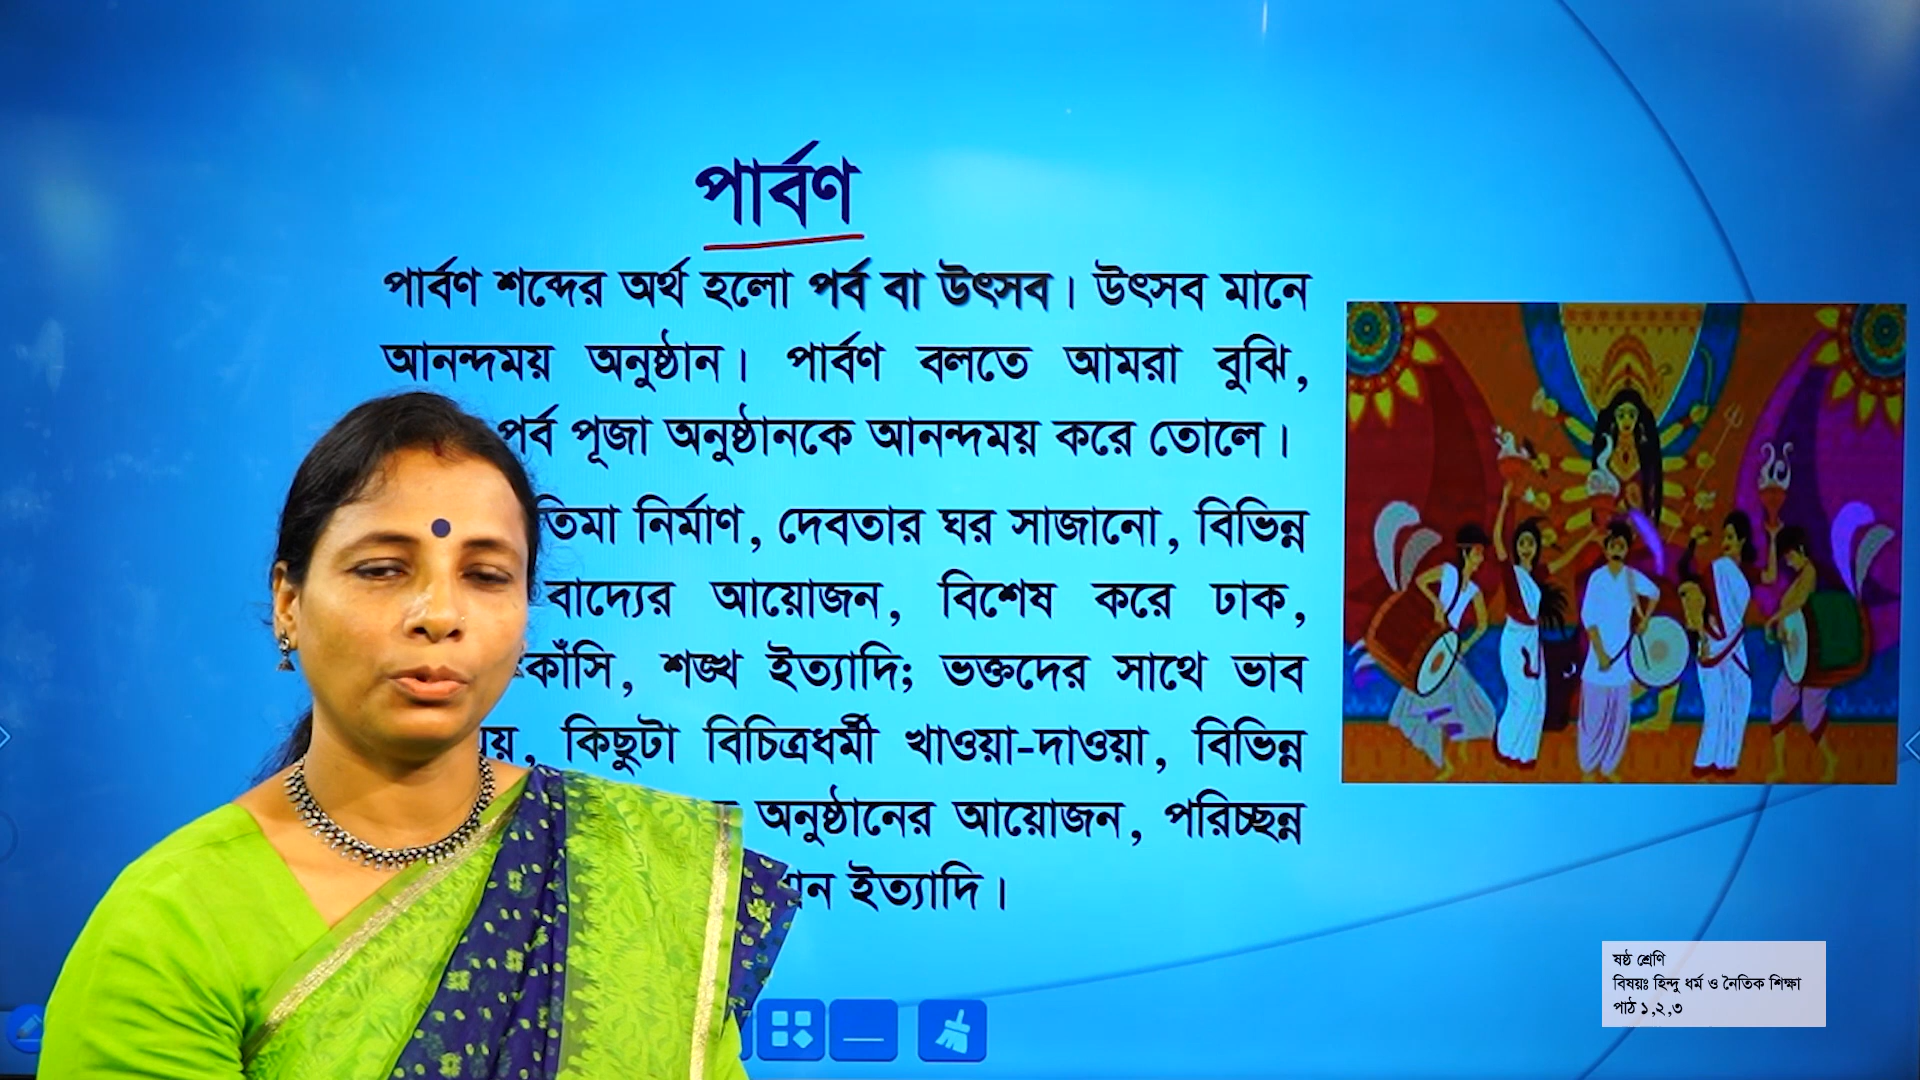 পার্বণ
পার্বণ শব্দের অর্থ হলো পর্ব বা উৎসব। উৎসব মানে
আনন্দময় অনুষ্ঠান। পার্বণ বলতে আমরা বুঝি,
পর্ব পূজা অনুষ্ঠানকে আনন্দময় করে তোলে।
তিমা নির্মাণ, দেবতার ঘর সাজানো, বিভিন্ন
বাদ্যের আয়োজন, বিশেষ করে ঢাক,
কাঁসি, শঙ্খ ইত্যাদি; ভক্তদের সাথে ভাব
কিছুটা বিচিত্রধর্মী খাওয়া-দাওয়া, বিভিন্ন
অনুষ্ঠানের আয়োজন, পরিচ্ছন্ন
ইত্যাদি।
ষষ্ঠ শ্রেণি
বিষয়ঃ হিন্দু ধর্ম ও নৈতিক শিক্ষা
পাঠ ১,২,৩